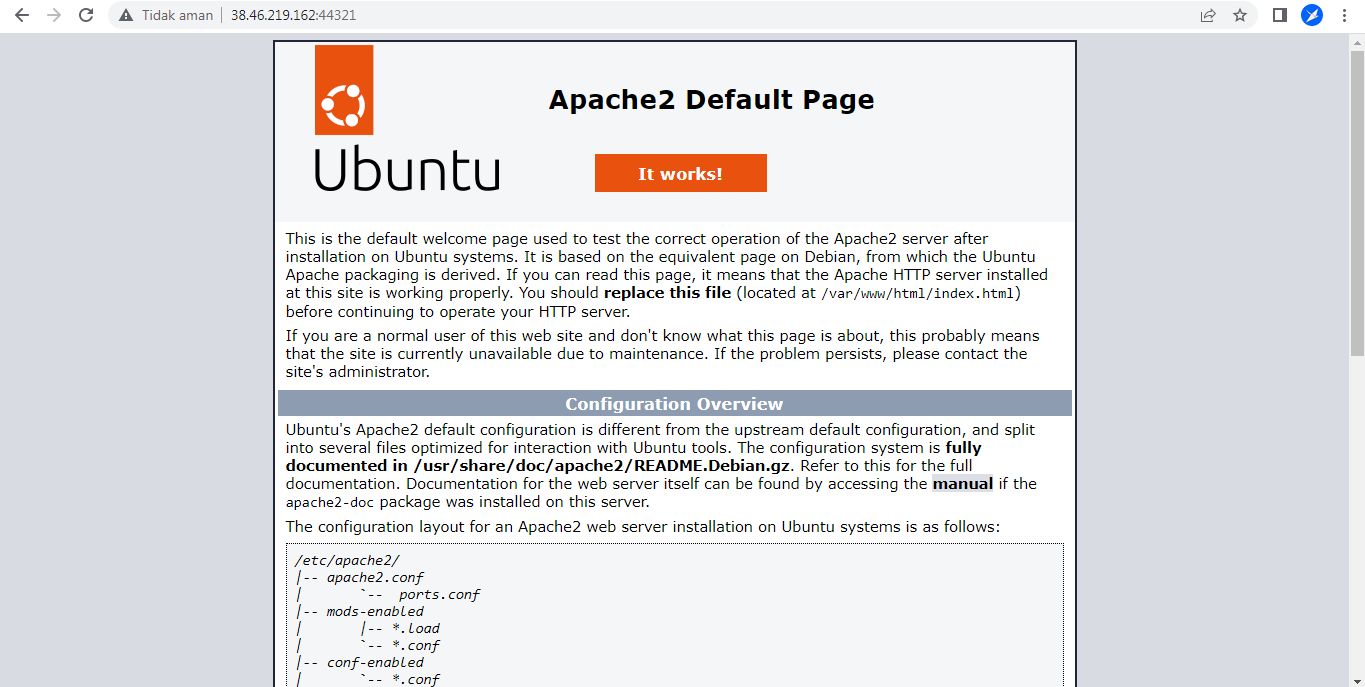 Tidak aman | 38.46.219.162:44321
Apache2 Default Page
Ubuntu
It works!
This is the default welcome page used to test the correct operation of the Apache2 server after
installation on Ubuntu systems. It is based on the equivalent page on Debian, from which the Ubuntu
Apache packaging is derived. If you can read this page, it means that the Apache HTTP server installed
at this site is working properly. You should replace this file (located at /var/www/html/index.html)
before continuing to operate your HTTP server.
If you are a normal user of this web site and don't know what this page is about, this probably means
that the site is currently unavailable due to maintenance. If the problem persists, please contact the
site's administrator.
Configuration Overview
Ubuntu's Apache2 default configuration is different from the upstream default configuration, and split
into several files optimized for interaction with Ubuntu tools. The configuration system is fully
documented in /usr/share/doc/apache2/README.Debian.gz. Refer to this for the full
documentation. Documentation for the web server itself can be found by accessing the manual if the
apache2-doc package was installed on this server.
The configuration layout for an Apache2 web server installation on Ubuntu systems is as follows:
/etc/apache2/
|-- apache2.conf
|       `--  ports.conf
|-- mods-enabled
|       |-- *.load
|       `-- *.conf
|-- conf-enabled
|       `-- *.conf